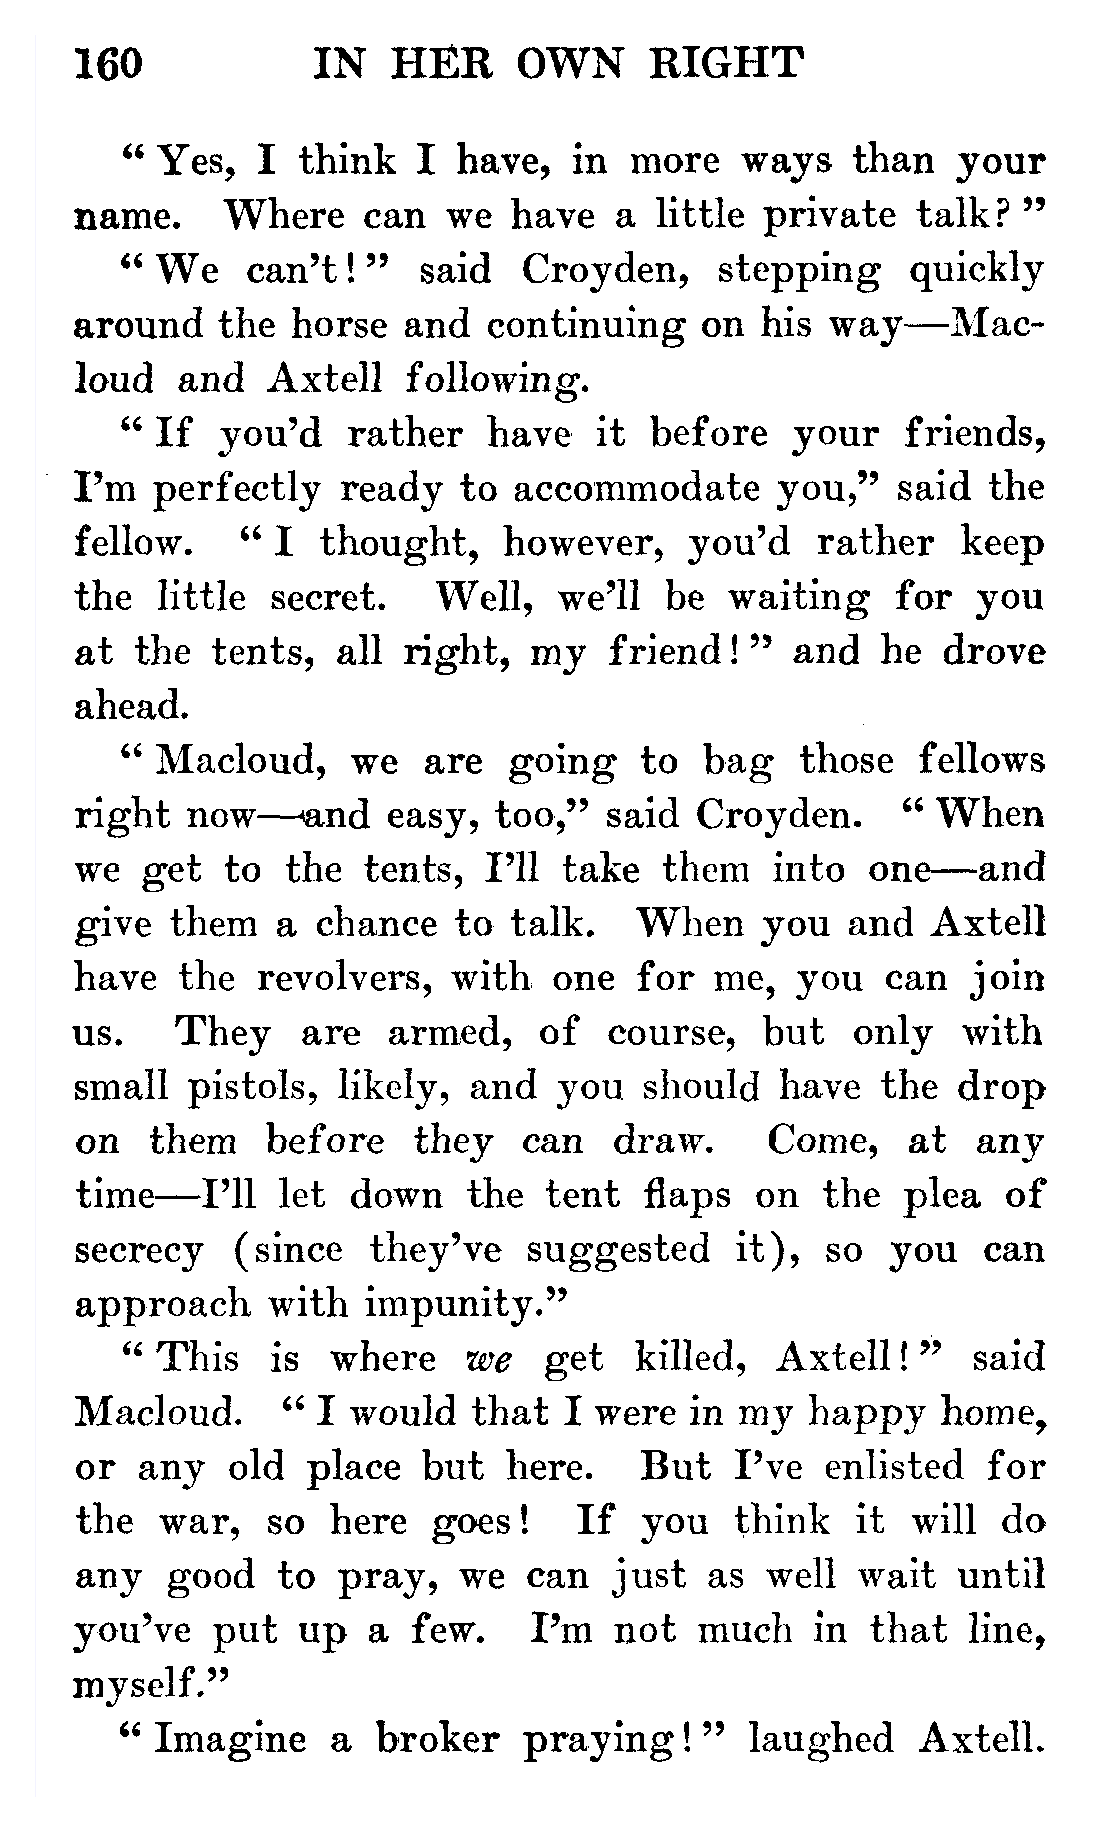 160 IN HER OWN RIGHT
“ Yes, I think I have, in more ways than your
name. Where can we have a little private talk? ”
“ We can’t! ” said Croyden, stepping quickly
around the horse and continuing on his way—Mac-
loud and Axtell following.
“ If you’d rather have it before your friends,
I’m perfectly ready to accommodate you,” said the
fellow. “ I thought, however, you’d rather keep
the little secret. Well, we’ll be waiting for you
at the tents, all right, my friend! ” and he drove
ahead.
“ Macloud, we are going to bag those fellows
right now—and easy, too,” said Croyden. “ When
we get to the tents, I’ll take them into one—and
give them a chance to talk. When you and Axtell
have the revolvers, with one for me, you can join
us. They are armed, of course, but only with
small pistols, likely, and you should have the drop
on them before they can draw. Come, at any
time—I’ll let down the tent flaps on the plea of
secrecy (since they’ve suggested it), so you can
approach with impunity.”
“ This is where we get killed, Axtell! ” said
Macloud. “ I would that I were in my happy home,
or any old place but here. But I’ve enlisted for
the war, so here goes! If you think it will do
any good to pray, we can just as well wait until
you’ve put up a few. I’m not much in that line,
myself.”
“ Imagine a broker praying! ” laughed Axtell.